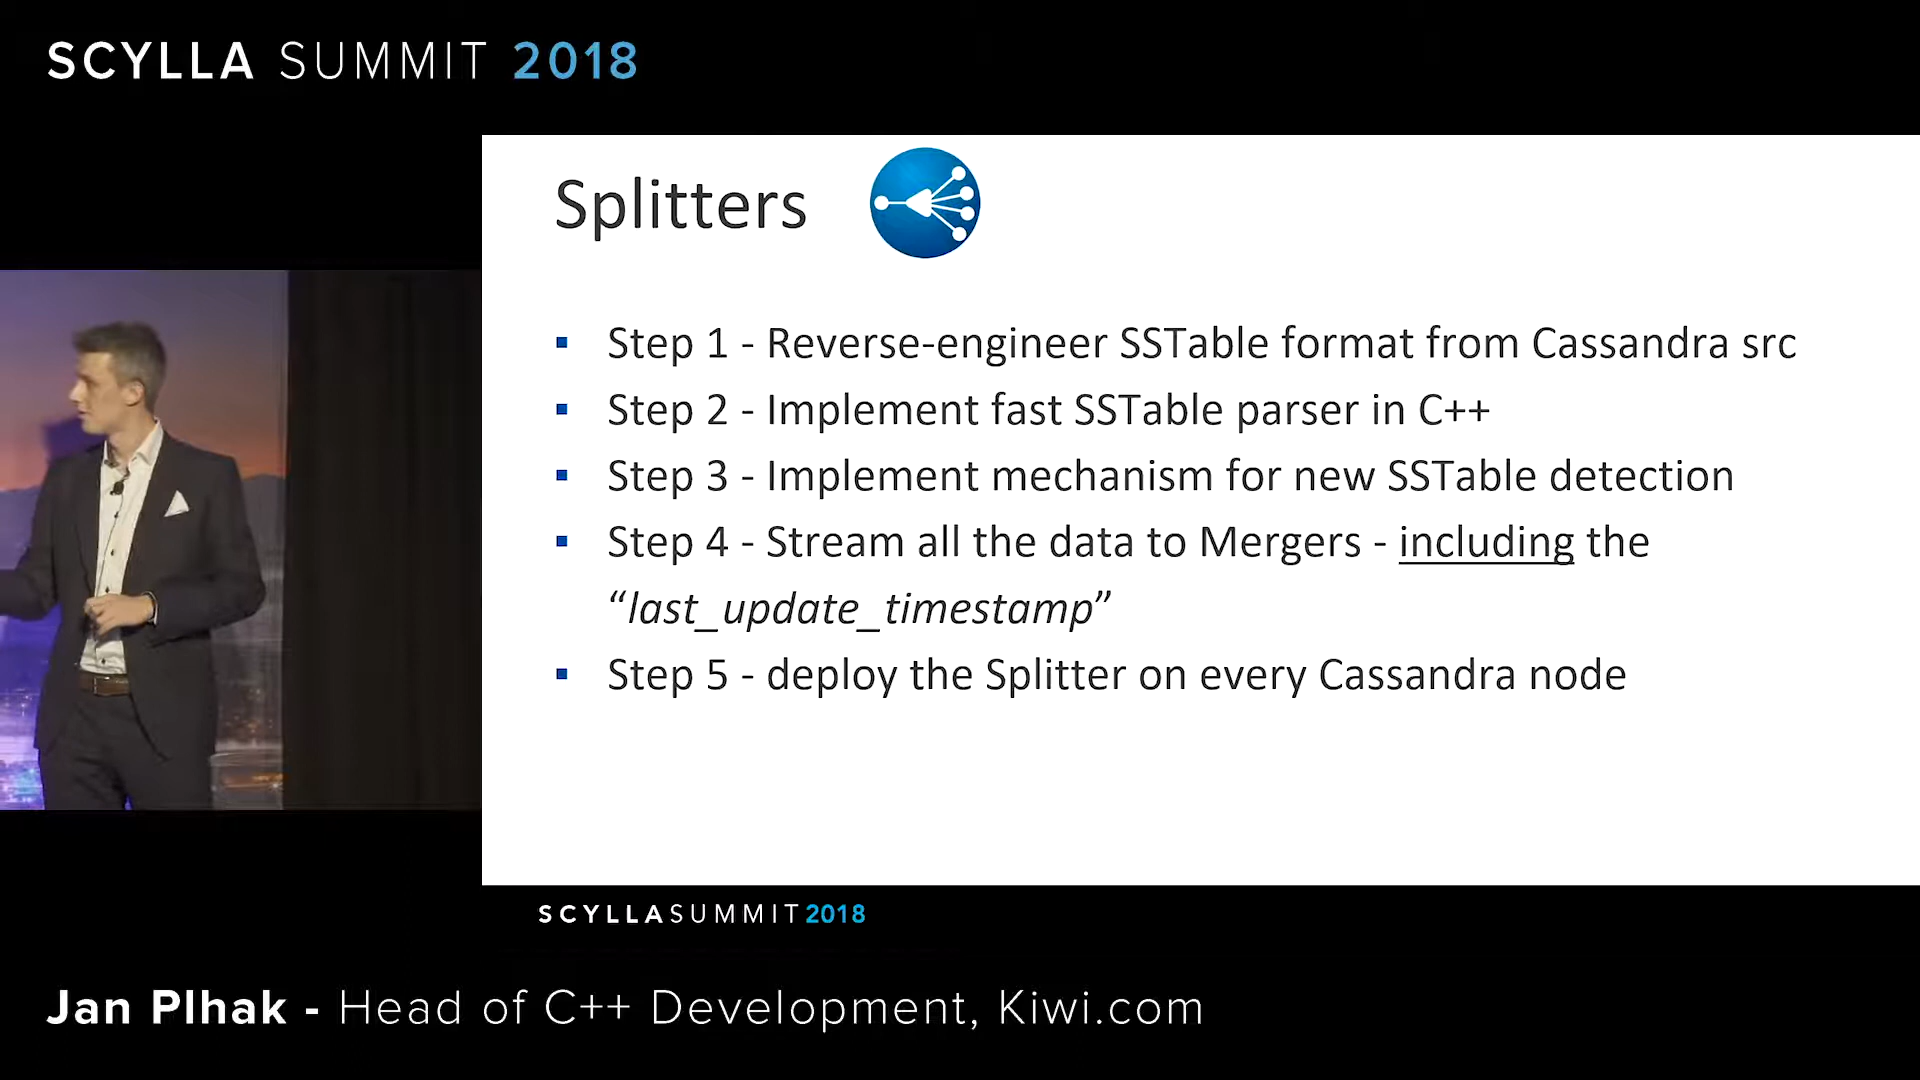 SCYLLA SUMMIT 2018
Splitters
▪ Step 1 - Reverse-engineer SSTable format from Cassandra src
▪ Step 2 - Implement fast SSTable parser in C++
▪ Step 3 - Implement mechanism for new SSTable detection
▪ Step 4 - Stream all the data to Mergers - including the
“last_update_timestamp”
▪ Step 5 - deploy the Splitter on every Cassandra node
SCYLLASUMMIT2018
Jan Plhak - Head of C++ Development, Kiwi.com